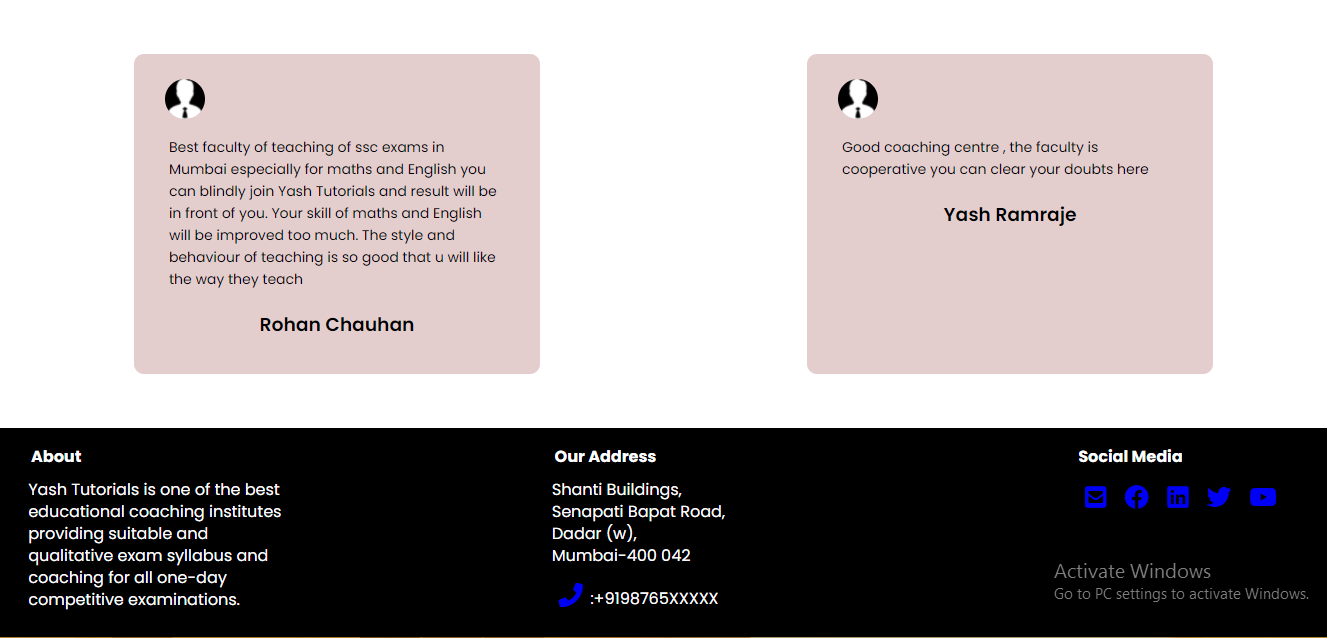 Best faculty of teaching of ssc exams in
Mumbai especially for maths and English you
can blindly join Yash Tutorials and result will be
in front of you. Your skill of maths and English
will be improved too much. The style and
behaviour of teaching is so good that u will like
the way they teach
Rohan Chauhan
Good coaching centre , the faculty is
cooperative you can clear your doubts here
Yash Ramraje
About
Yash Tutorials is one of the best
educational coaching institutes
providing suitable and
qualitative exam syllabus and
coaching for all one-day
competitive examinations.
Our Address
Shanti Buildings,
Senapati Bapat Road,
Dadar (w),
Mumbai-400 042
:+9198765XXXXX
Social Media
Activate Windows
Go to PC settings to activate Windows.